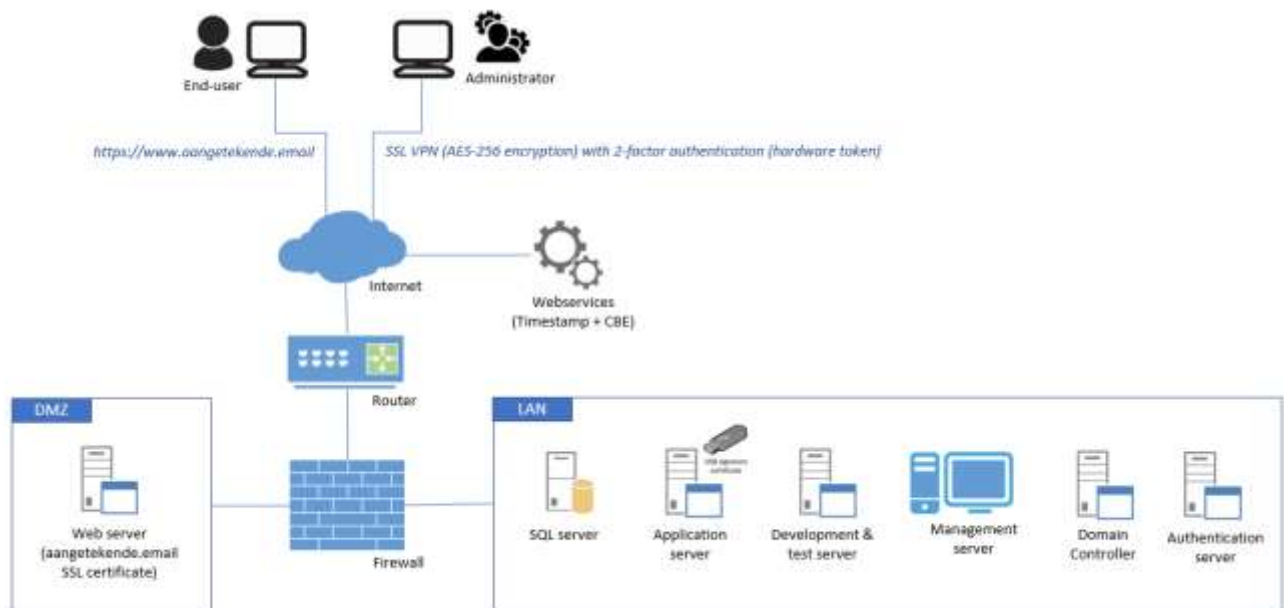 End-user
Administrator
https://www.aangetekende.email
SSL VPN (AES-256 encryption) with 2-factor authentication (hardware token)
Internet
Webservices
(Timestamp + CBE)
Router
DMZ
LAN
Web server
(aangetekende.email
SSL certificate)
Firewall
SQL server
certificate
Application
server
Development &
test server
Management
server
Domain
Controller
Authentication
server